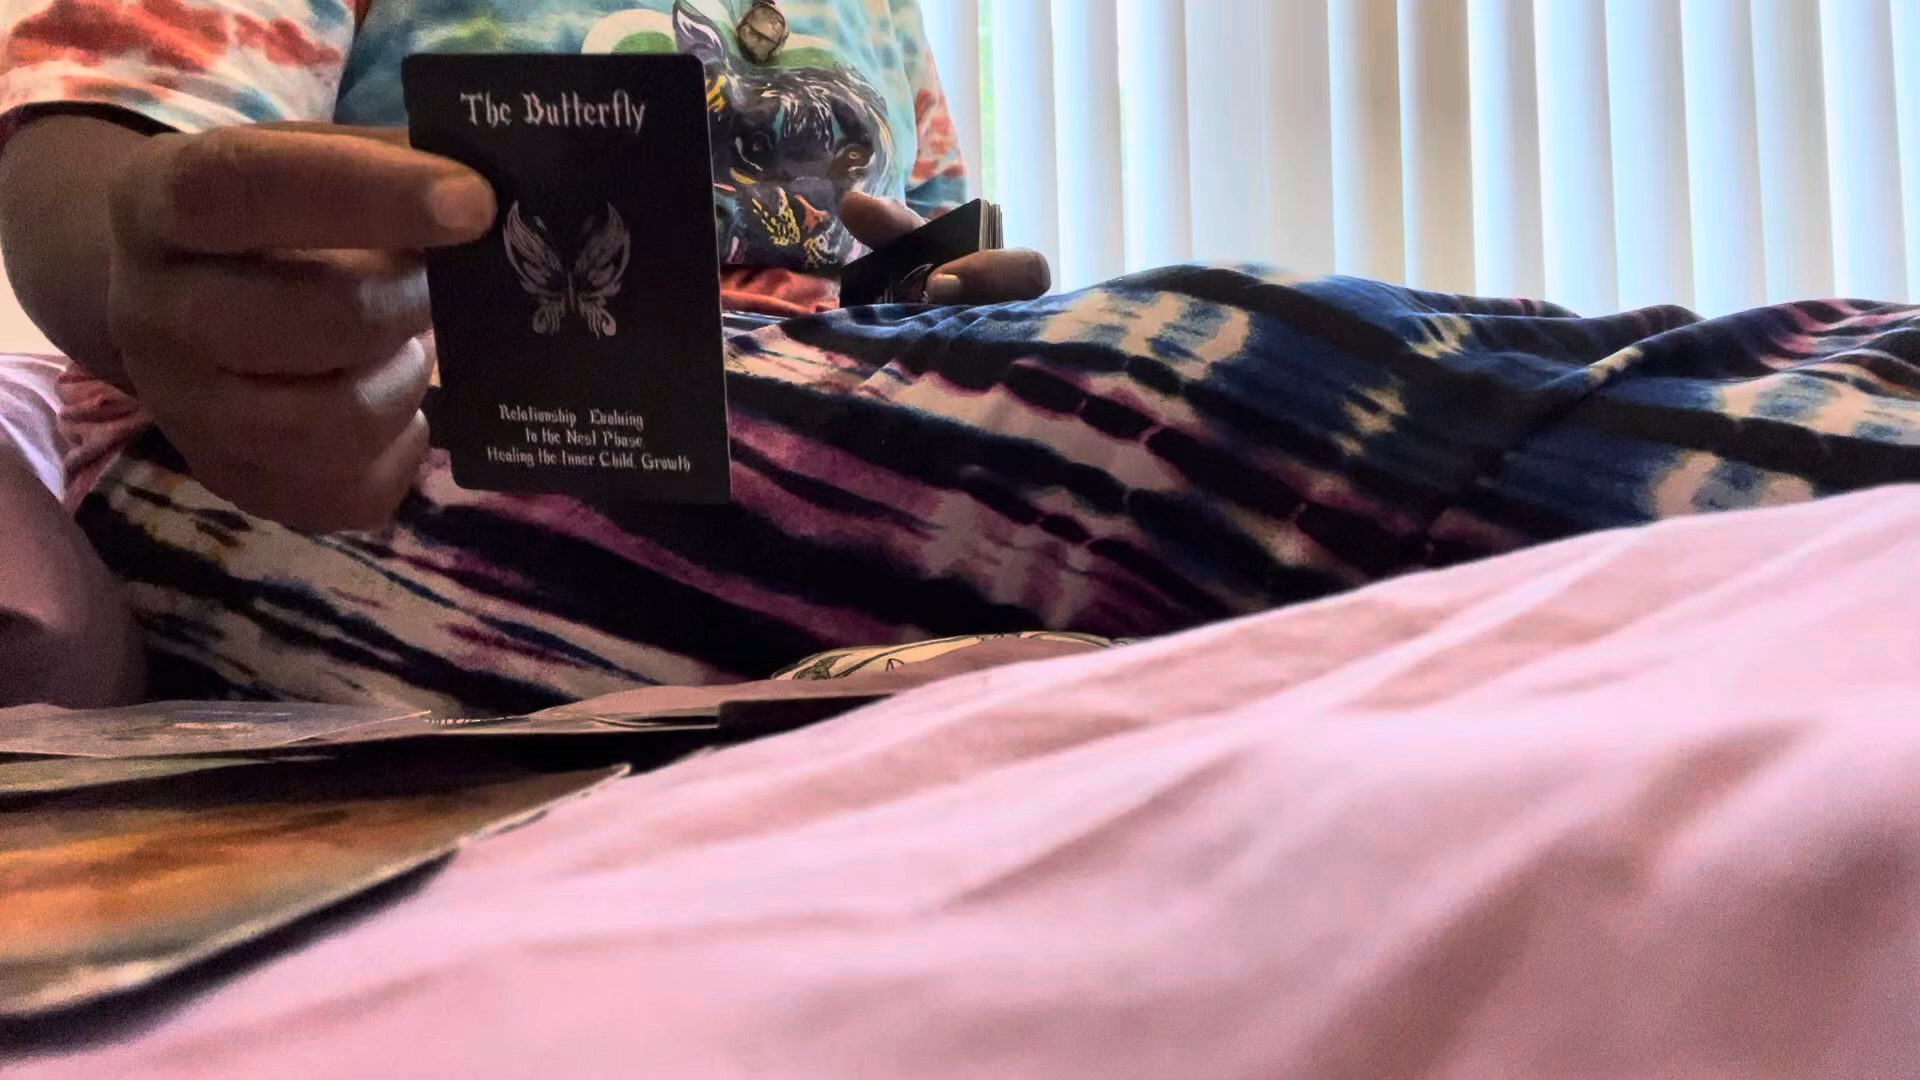 The Butterfly
Relationship Evolving
To the Next Phase,
Healing the Inner Child, Growth